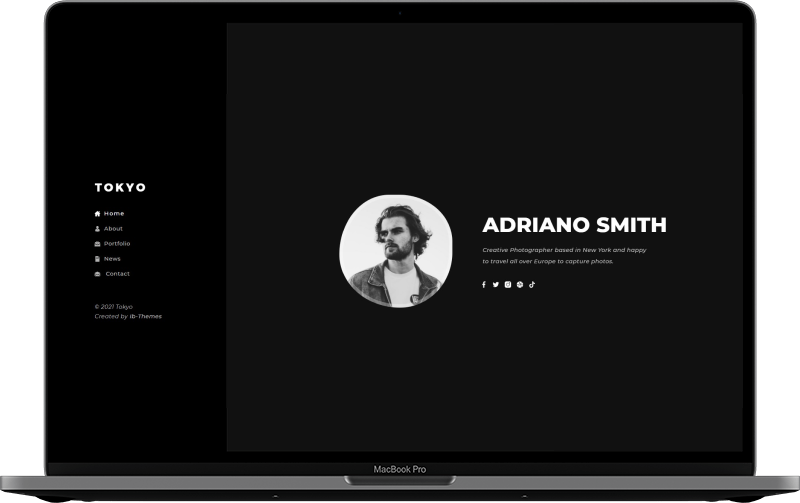 TOKYO
Home
About
Portfolio
News
Contact
© 2021 Tokyo
Created by ib-Themes
ADRIANO SMITH
Creative Photographer based in New York and happy
to travel all over Europe to capture photos.
MacBook Pro